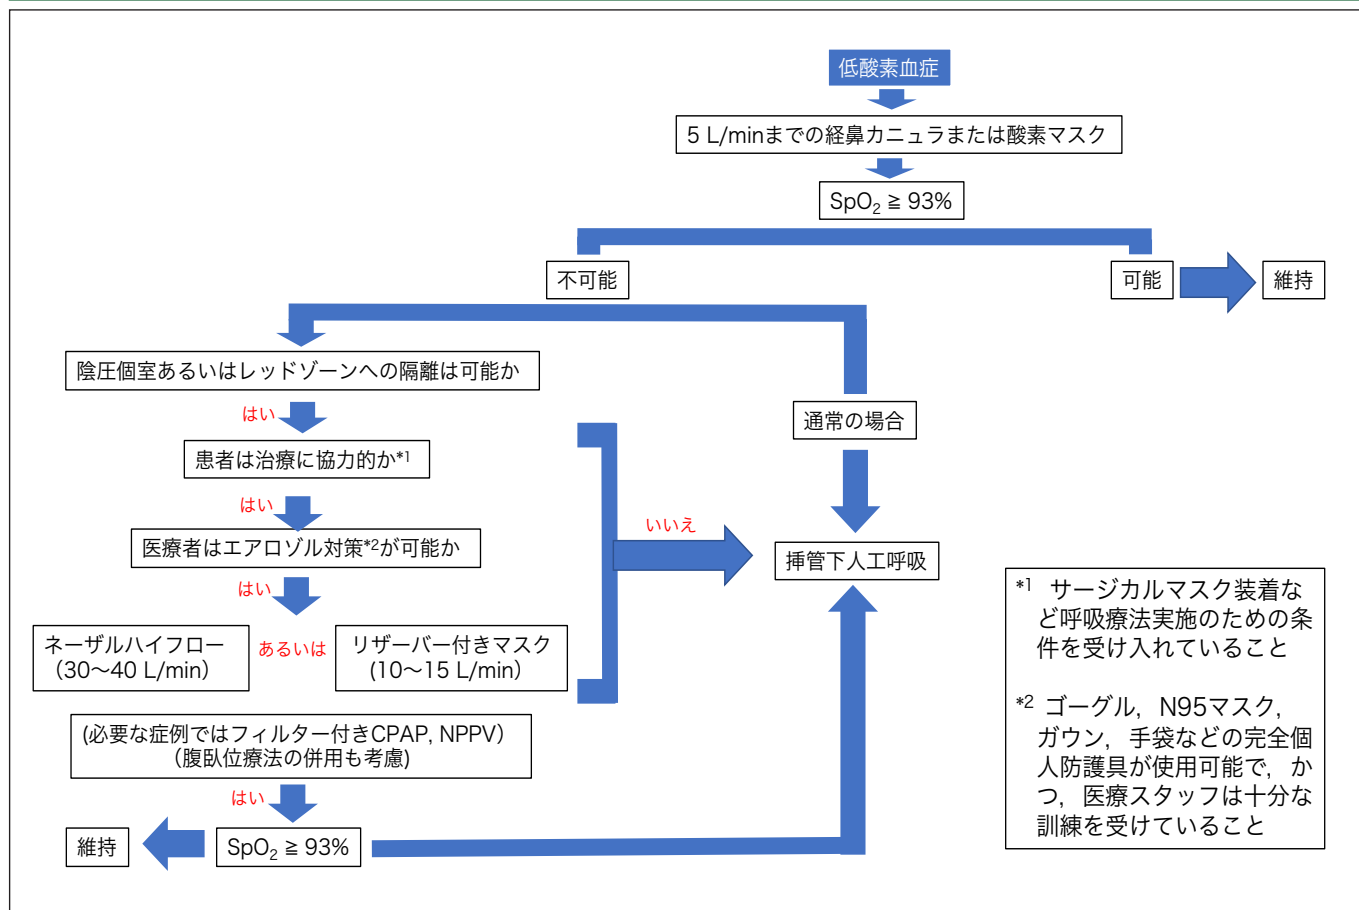 低酸素血症
5 L/minまでの経鼻カニュラまたは酸素マスク
SpO₂ ≧ 93%
不可能
可能
維持
陰圧個室あるいはレッドゾーンへの隔離は可能か
はい
通常の場合
患者は治療に協力的か*¹
はい
いいえ
医療者はエアロゾル対策*²が可能か
挿管下人工呼吸
はい
ネーザルハイフロー
（30〜40 L/min）
あるいは
リザーバー付きマスク
(10〜15 L/min）
(必要な症例ではフィルター付きCPAP, NPPV）
（腹臥位療法の併用も考慮)
はい
維持
SpO₂ ≧ 93%
*¹ サージカルマスク装着な
ど呼吸療法実施のための条
件を受け入れていること
*² ゴーグル，N95マスク，
ガウン，手袋などの完全個
人防護具が使用可能で，か
つ，医療スタッフは十分な
訓練を受けていること